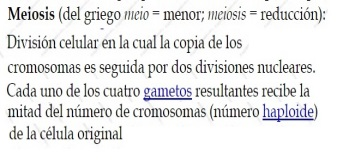 Meiosis (del griego meio = menor; meiosis = reducción):
División celular en la cual la copia de los
cromosomas es seguida por dos divisiones nucleares.
Cada uno de los cuatro gametos resultantes recibe la
mitad del número de cromosomas (número haploide)
de la célula original